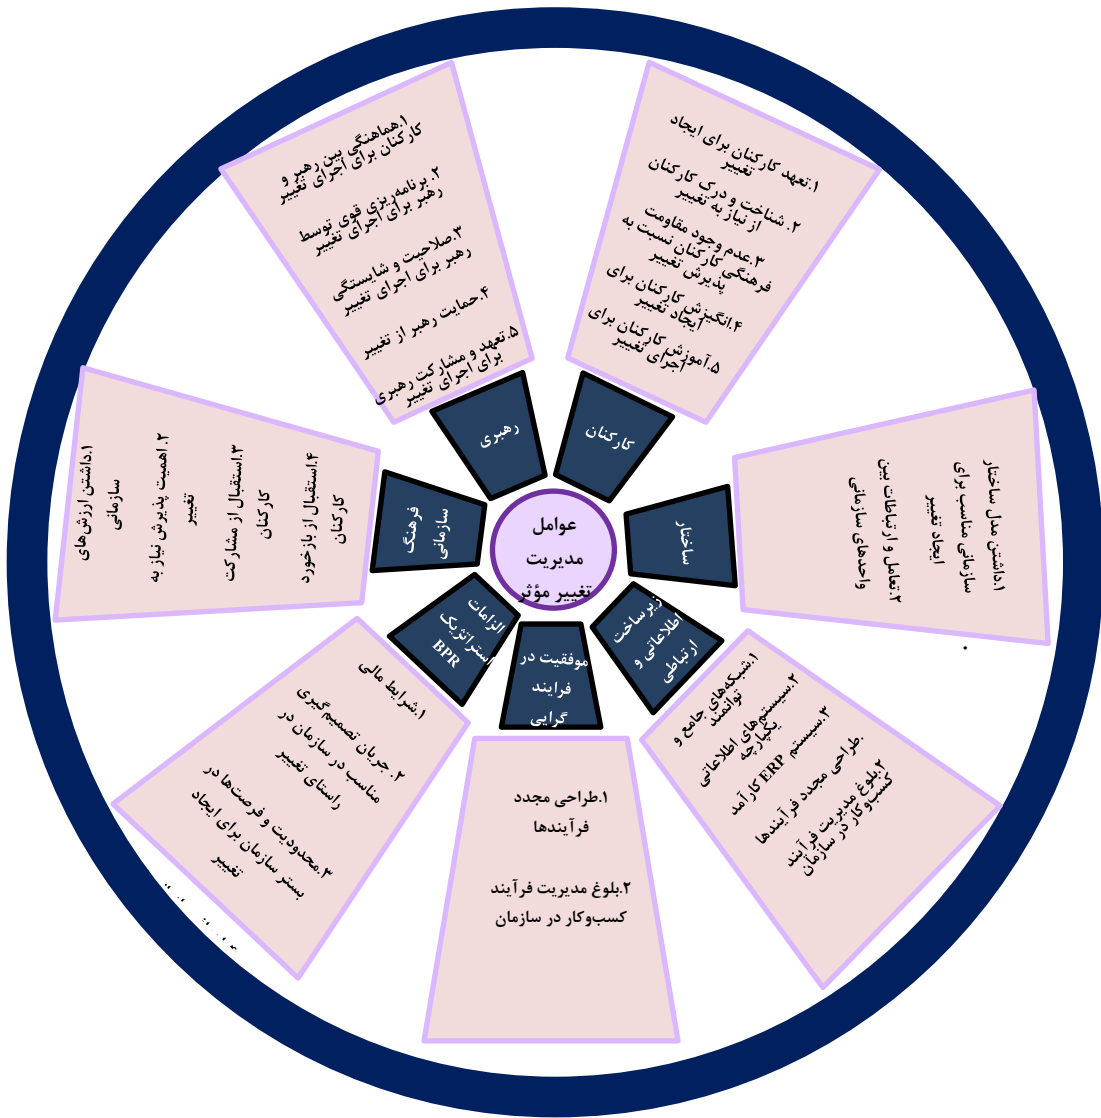 عوامل
مدیریت
تغییر مؤثر
کارکنان
۱.تعهد کارکنان برای ایجاد
تغییر
۲. شناخت و درک کارکنان
از نیاز به تغییر
۳.عدم وجود مقاومت
فرهنگی کارکنان نسبت به
پذیرش تغییر
۴.انگیزش کارکنان برای
ایجاد تغییر
۵.آموزش کارکنان برای
اجرای تغییر
ساختار
۱.داشتن مدل ساختار
سازمانی مناسب برای
ایجاد تغییر
۲.تعامل و ارتباطات بین
واحدهای سازمانی
زیرساخت
اطلاعاتی و
ارتباطی
۱.شبکه‌های جامع و
توانمند
۲.سیستم‌های اطلاعاتی
یکپارچه
۳.سیستم ERP کارآمد
.طراحی مجدد فرآیندها
۲.بلوغ مدیریت فرآیند
کسب‌وکار در سازمان
موفقیت در
فرایند
گرایی
۱.طراحی مجدد
فرآیندها
۲.بلوغ مدیریت فرآیند
کسب‌وکار در سازمان
الزامات
استراتژیک
BPR
۱.شرایط مالی
۲. جریان تصمیم‌گیری
مناسب در سازمان در
راستای تغییر
۳.محدودیت و فرصت‌ها در
بستر سازمان برای ایجاد
تغییر
فرهنگ
سازمانی
۱.داشتن ارزش‌های
سازمانی
۲.اهمیت پذیرش نیاز به
تغییر
۳.استقبال از مشارکت
کارکنان
۴.استقبال از بازخورد
کارکنان
رهبری
۱.هماهنگی بین رهبر و
کارکنان برای اجرای تغییر
۲. برنامه‌ریزی قوی توسط
رهبر برای اجرای تغییر
۳.صلاحیت و شایستگی
رهبر برای اجرای تغییر
۴.حمایت رهبر از تغییر
۵.تعهد و مشارکت رهبری
برای اجرای تغییر